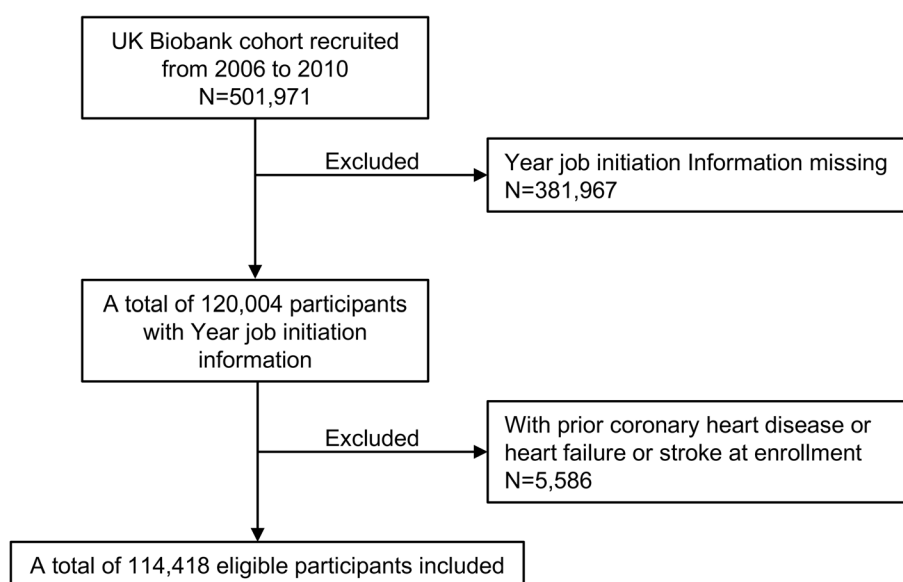 UK Biobank cohort recruited
from 2006 to 2010
N=501,971
Excluded
Year job initiation Information missing
N=381,967
A total of 120,004 participants
with Year job initiation
information
Excluded
With prior coronary heart disease or
heart failure or stroke at enrollment
N=5,586
A total of 114,418 eligible participants included